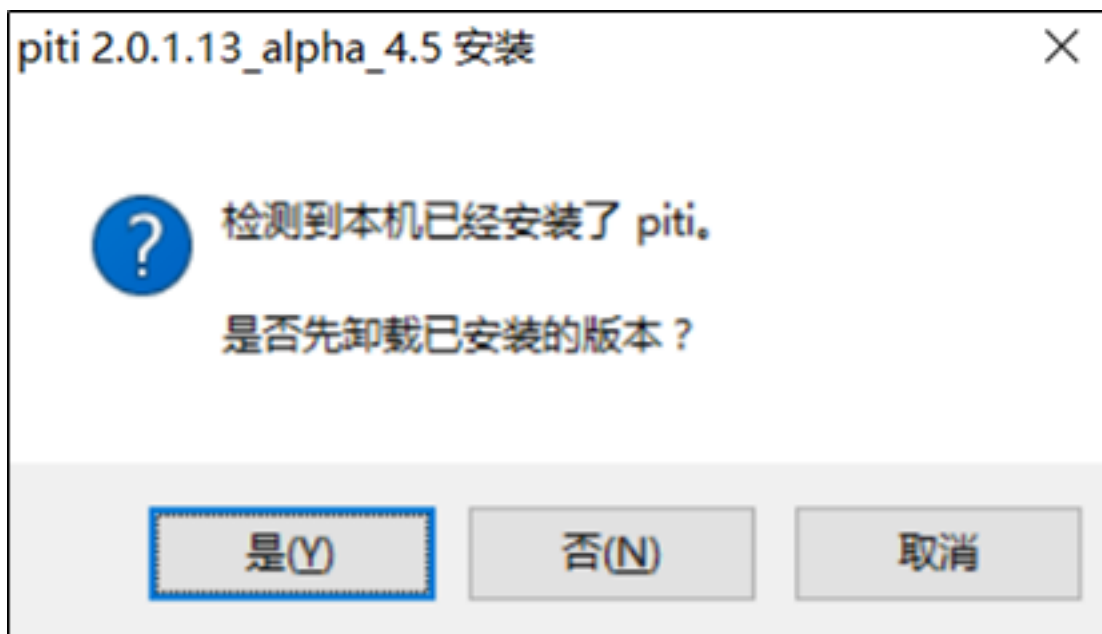 piti 2.0.1.13_alpha_4.5 安装
检测到本机已经安装了 piti。
是否先卸载已安装的版本？
是(Y)
否(N)
取消